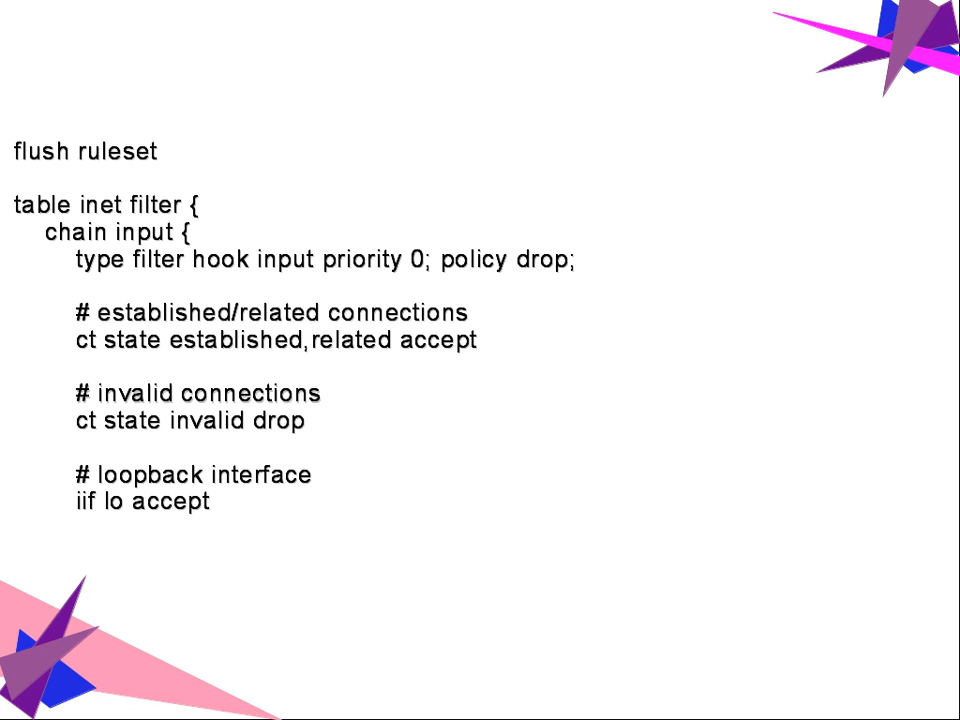 flush ruleset
table inet filter {
chain input {
type filter hook input priority 0; policy drop;
# established/related connections
ct state established,related accept
# invalid connections
ct state invalid drop
# loopback interface
iif lo accept